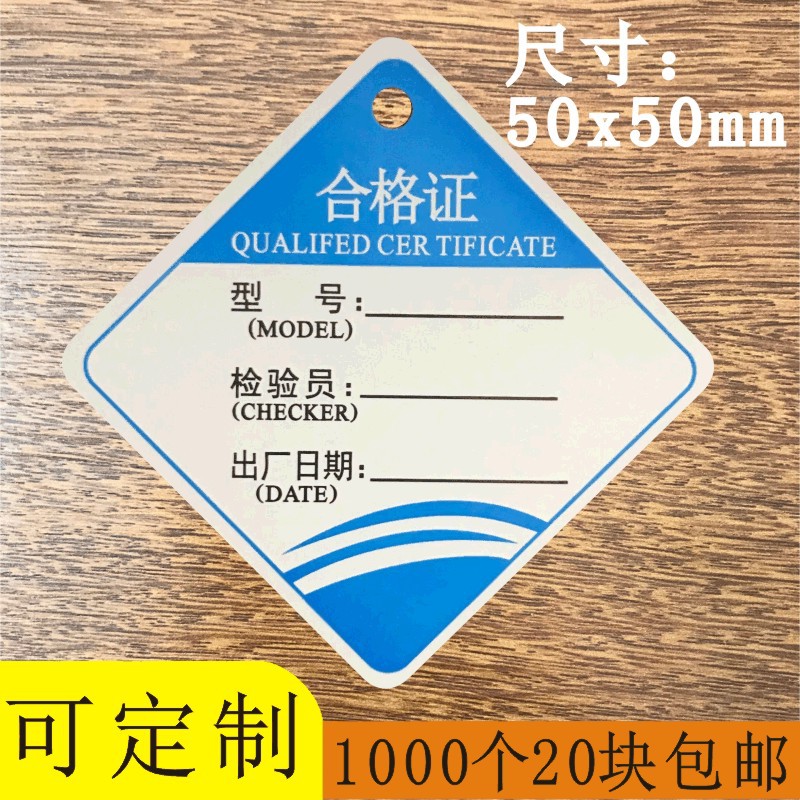 尺寸：
50x50mm
合格证
QUALIFED CER TIFICATE
型 号：
(MODEL)
检验员：
(CHECKER)
出厂日期：
(DATE)
可定制
1000个20块包邮